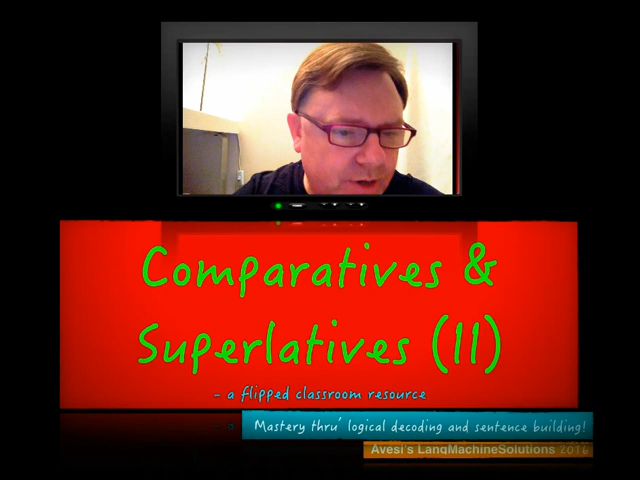 Comparatives &
Superlatives (II)
- a flipped classroom resource
Mastery thru' logical decoding and sentence building!
Avesi's LangMachineSolutions 2016